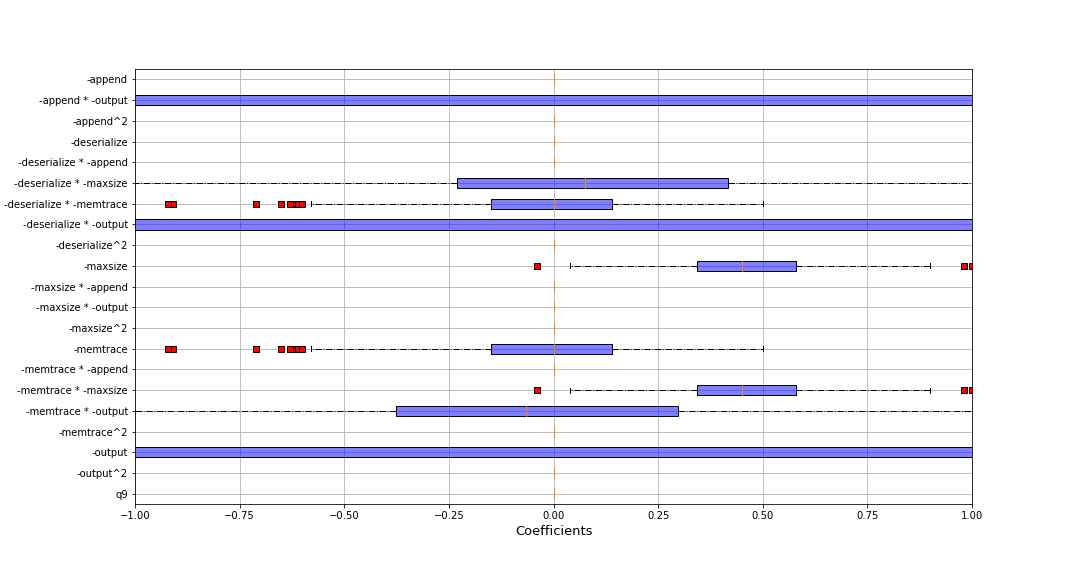 -append
-append * -output
-append^2
-deserialize
-deserialize * -append
-deserialize * -maxsize
-deserialize * -memtrace
-deserialize * -output
-deserialize^2
-maxsize
-maxsize * -append
-maxsize * -output
-maxsize^2
-memtrace
-memtrace * -append
-memtrace * -maxsize
-memtrace * -output
-memtrace^2
-output
-output^2
q9
−1.00 −0.75 −0.50 −0.25 0.00 0.25 0.50 0.75 1.00
Coefficients